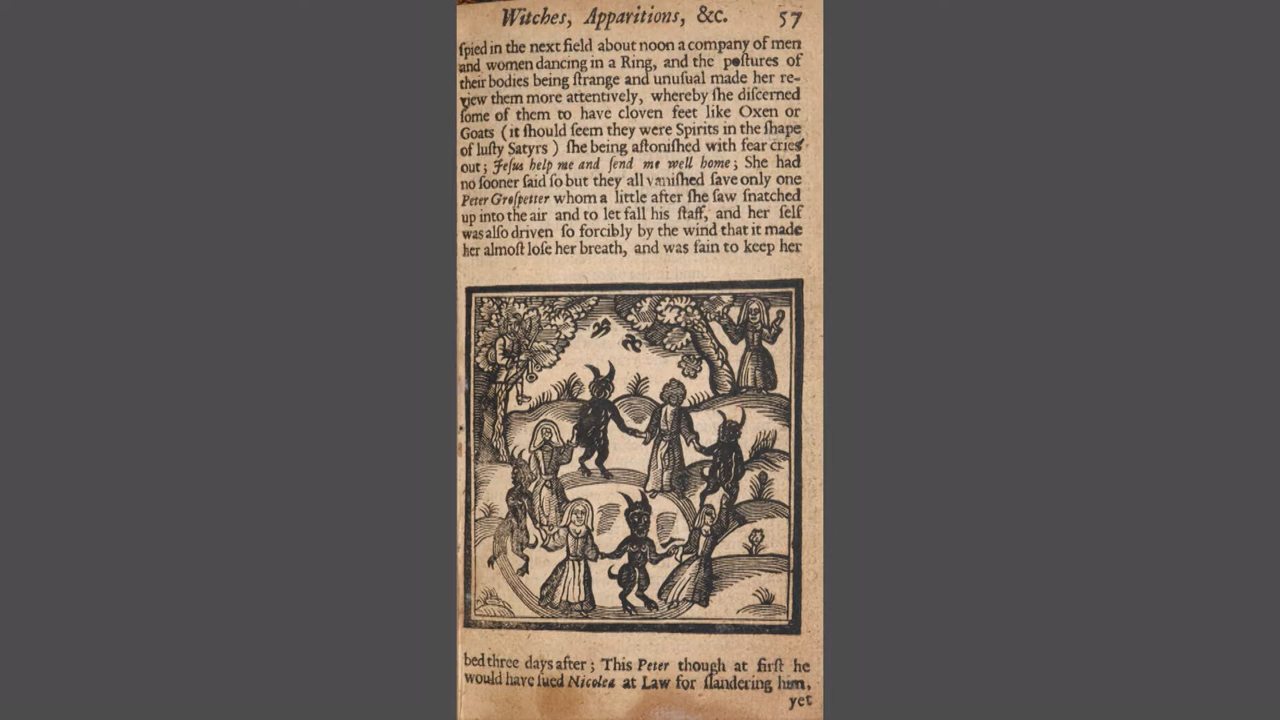 Witches, Apparitions, &c. 57
ſpied in the next field about noon a company of men
and women dancing in a Ring, and the poſtures of
their bodies being ſtrange and unuſual made her re-
view them more attentively, whereby ſhe diſcerned
ſome of them to have cloven feet like Oxen or
Goats ( it ſhould ſeem they were Spirits in the ſhape
of luſty Satyrs ) ſhe being aſtoniſhed with fear cries
out ; Jeſus help me and ſend me well home ; She had
no ſooner ſaid ſo but they all vaniſhed ſave only one
Peter Groſpetter whom a little after ſhe ſaw ſnatched
up into the air and to let fall his ſtaff, and her ſelf
was alſo driven ſo forcibly by the wind that it made
her almoſt loſe her breath, and was fain to keep her
bed three days after ; This Peter though at firſt he
would have ſued Nicolea at Law for ſlandering him,
yet